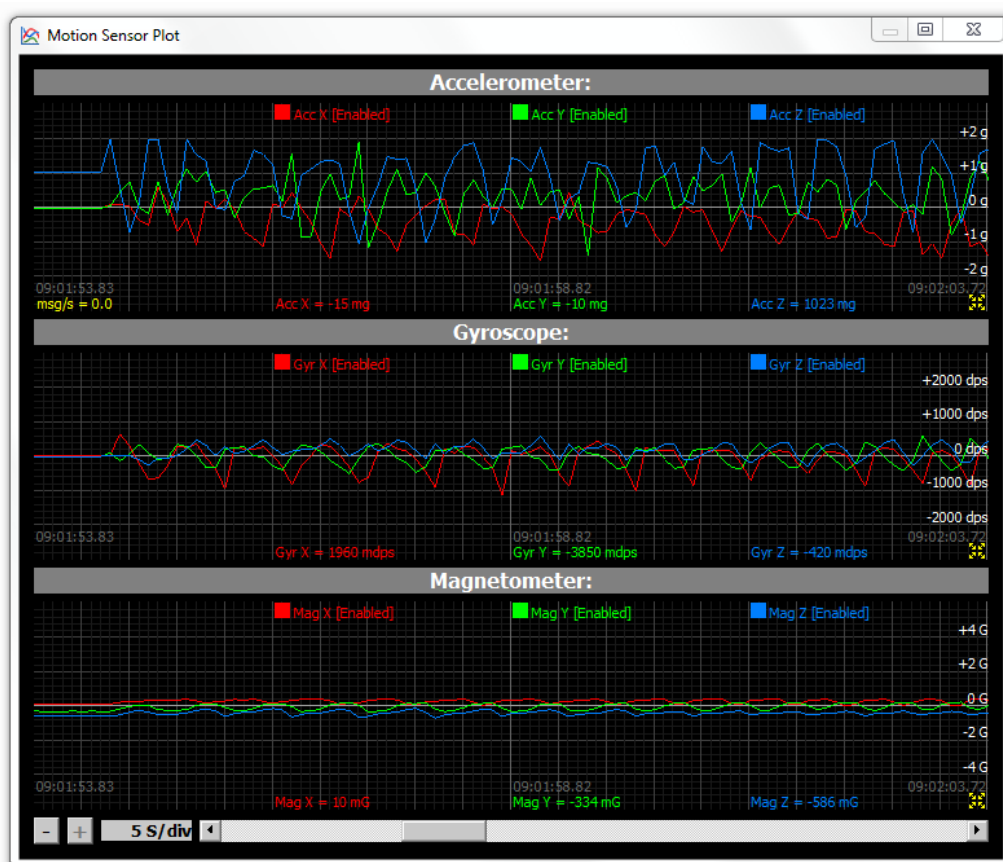 Motion Sensor Plot
Accelerometer:
Acc X [Enabled] Acc Y [Enabled] Acc Z [Enabled]
+2 g
+1 g
0 g
-1 g
-2 g
09:01:53.83 09:01:58.82 09:02:03.72
msg/s = 0.0 Acc X = -15 mg Acc Y = -10 mg Acc Z = 1023 mg
Gyroscope:
Gyr X [Enabled] Gyr Y [Enabled] Gyr Z [Enabled]
+2000 dps
+1000 dps
0 dps
-1000 dps
-2000 dps
09:01:53.83 09:01:58.82 09:02:03.72
Gyr X = 1960 mdps Gyr Y = -3850 mdps Gyr Z = -420 mdps
Magnetometer:
Mag X [Enabled] Mag Y [Enabled] Mag Z [Enabled]
+4 G
+2 G
0 G
-2 G
-4 G
09:01:53.83 09:01:58.82 09:02:03.72
Mag X = 10 mG Mag Y = -334 mG Mag Z = -586 mG
- + 5 S/div